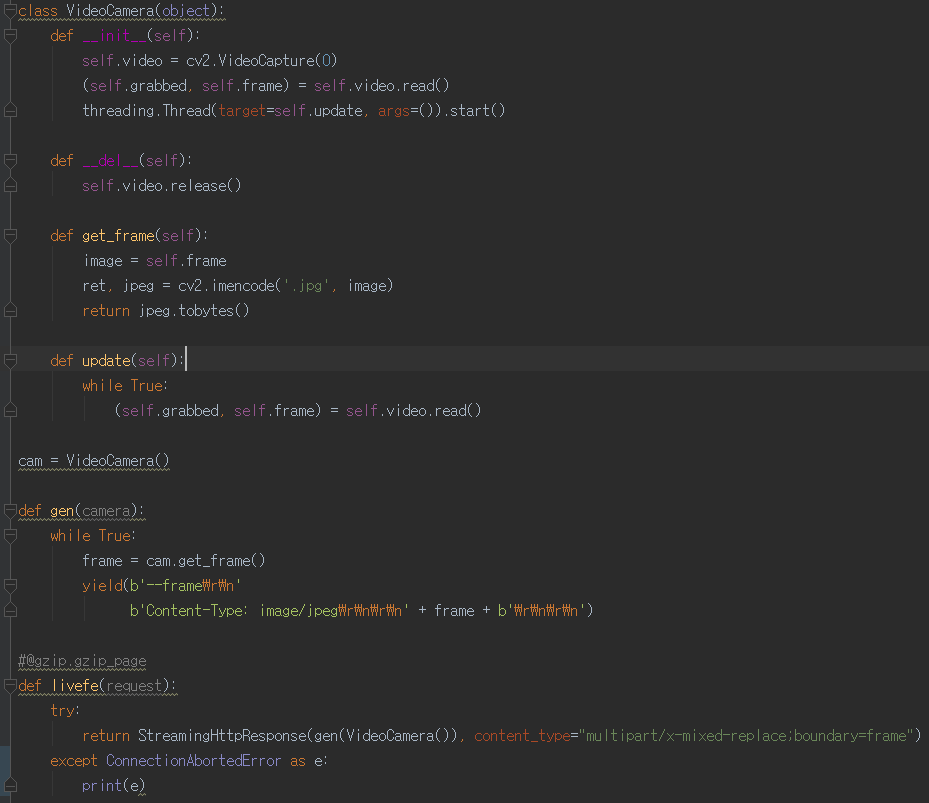 class VideoCamera(object):
    def __init__(self):
        self.video = cv2.VideoCapture(0)
        (self.grabbed, self.frame) = self.video.read()
        threading.Thread(target=self.update, args=()).start()

    def __del__(self):
        self.video.release()

    def get_frame(self):
        image = self.frame
        ret, jpeg = cv2.imencode('.jpg', image)
        return jpeg.tobytes()

    def update(self):
        while True:
            (self.grabbed, self.frame) = self.video.read()

cam = VideoCamera()

def gen(camera):
    while True:
        frame = cam.get_frame()
        yield(b'--frame₩r₩n'
              b'Content-Type: image/jpeg₩r₩n₩r₩n' + frame + b'₩r₩n₩r₩n')

#@gzip.gzip_page
def livefe(request):
    try:
        return StreamingHttpResponse(gen(VideoCamera()), content_type="multipart/x-mixed-replace;boundary=frame")
    except ConnectionAbortedError as e:
        print(e)